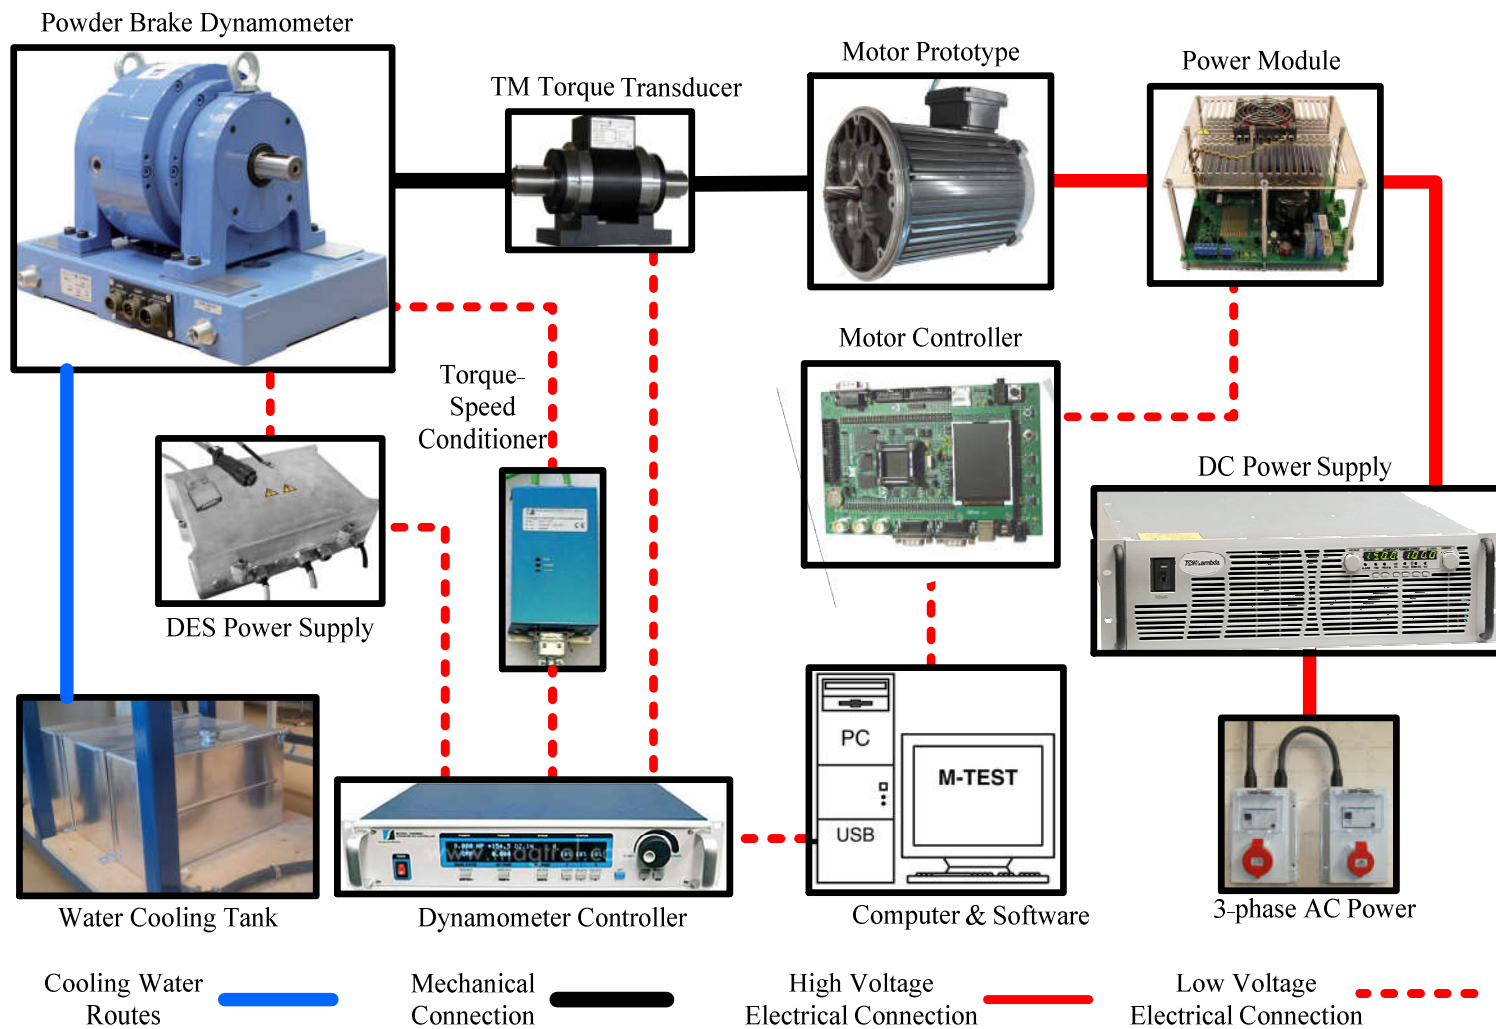 Powder Brake Dynamometer
TM Torque Transducer
Motor Prototype
Power Module
Torque-
Speed
Conditioner
Motor Controller
DC Power Supply
TDK-Lambda
DES Power Supply
PC
USB
M-TEST
Water Cooling Tank
Dynamometer Controller
Computer & Software
3-phase AC Power
Cooling Water
Routes
Mechanical
Connection
High Voltage
Electrical Connection
Low Voltage
Electrical Connection